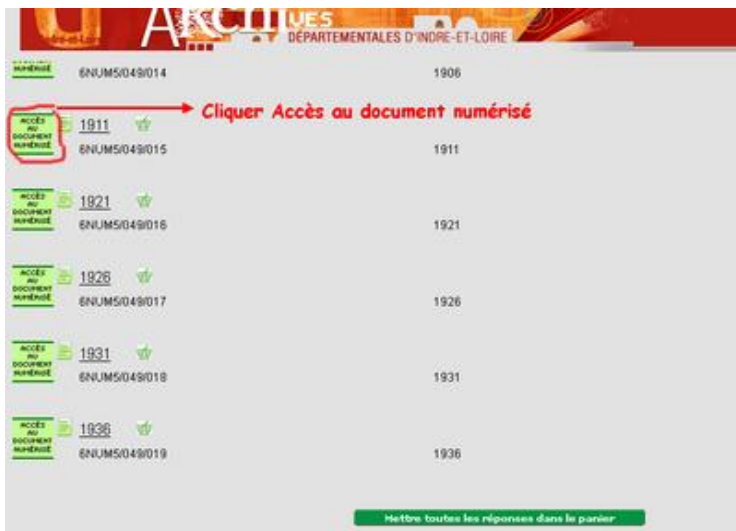 ARCHIVES
DÉPARTEMENTALES D'INDRE-ET-LOIRE
DOCUMENT
NUMÉRISÉ
6NUM5/049/014 1906
Cliquer Accès au document numérisé
ACCÈS
AU
DOCUMENT
NUMÉRISÉ
1911
6NUM5/049/015 1911
ACCÈS
AU
DOCUMENT
NUMÉRISÉ
1921
6NUM5/049/016 1921
ACCÈS
AU
DOCUMENT
NUMÉRISÉ
1926
6NUM5/049/017 1926
ACCÈS
AU
DOCUMENT
NUMÉRISÉ
1931
6NUM5/049/018 1931
ACCÈS
AU
DOCUMENT
NUMÉRISÉ
1936
6NUM5/049/019 1936
Mettre toutes les réponses dans le panier